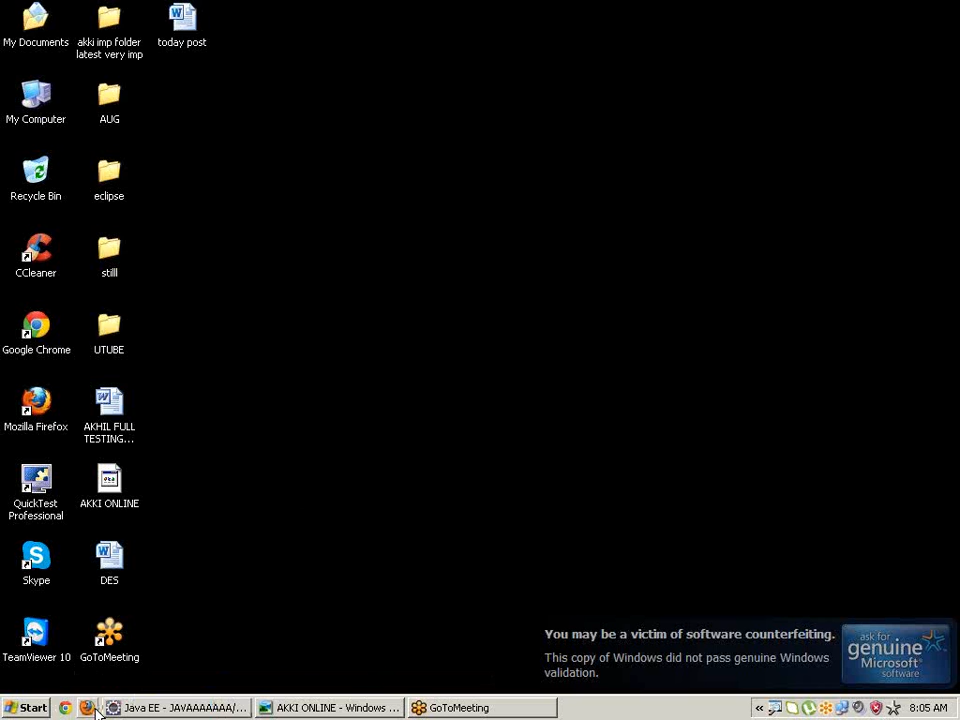 My Documents
akki imp folder
latest very imp
today post
My Computer
AUG
Recycle Bin
eclipse
CCleaner
stilll
Google Chrome
UTUBE
Mozilla Firefox
AKHIL FULL
TESTING...
QuickTest
Professional
AKKI ONLINE
Skype
DES
TeamViewer 10
GoToMeeting
You may be a victim of software counterfeiting.
This copy of Windows did not pass genuine Windows
validation.
ask for
genuine
Microsoft
software
Start
Java EE - JAVAAAAAAA/...
AKKI ONLINE - Windows ...
GoToMeeting
8:05 AM